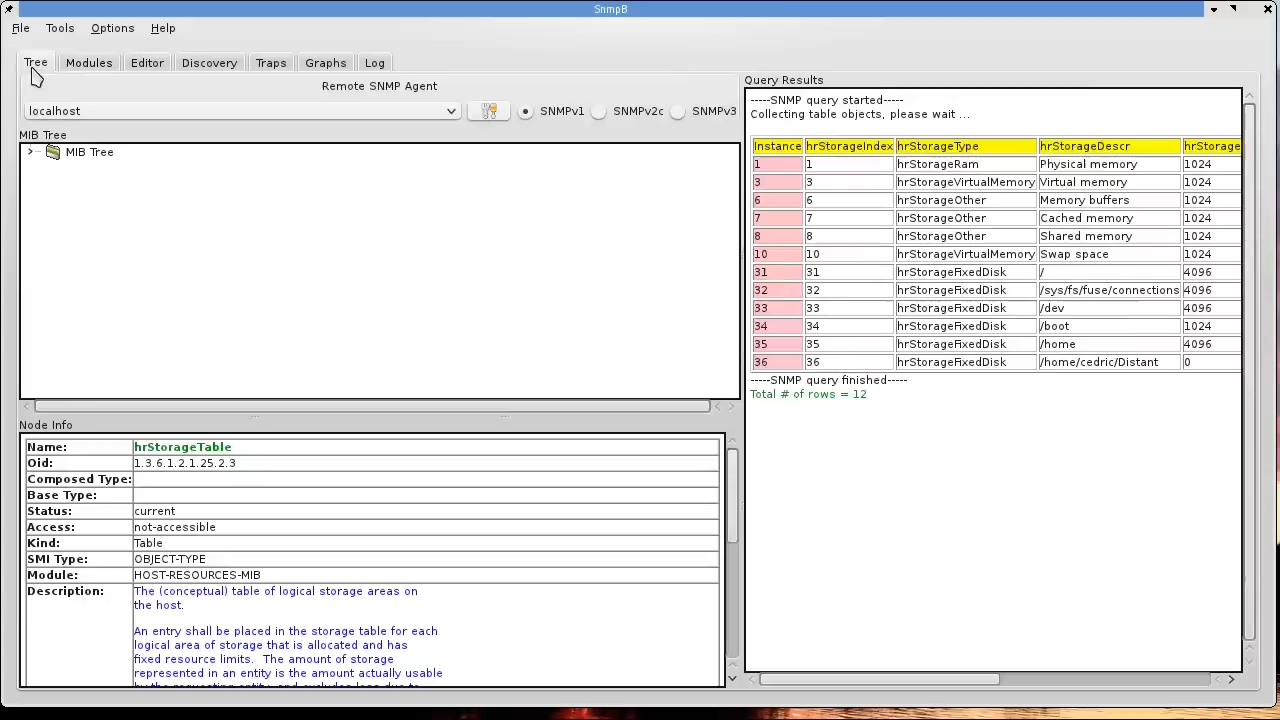 SnmpB
File Tools Options Help
Tree Modules Editor Discovery Traps Graphs Log
Remote SNMP Agent
localhost SNMPv1 SNMPv2c SNMPv3
MIB Tree
MIB Tree
Node Info
Name: hrStorageTable
Oid: 1.3.6.1.2.1.25.2.3
Composed Type:
Base Type:
Status: current
Access: not-accessible
Kind: Table
SMI Type: OBJECT-TYPE
Module: HOST-RESOURCES-MIB
Description: The (conceptual) table of logical storage areas on
the host.
An entry shall be placed in the storage table for each
logical area of storage that is allocated and has
fixed resource limits. The amount of storage
represented in an entity is the amount actually usable
Query Results
-----SNMP query started-----
Collecting table objects, please wait ...
Instance hrStorageIndex hrStorageType hrStorageDescr hrStorage
1 1 hrStorageRam Physical memory 1024
3 3 hrStorageVirtualMemory Virtual memory 1024
6 6 hrStorageOther Memory buffers 1024
7 7 hrStorageOther Cached memory 1024
8 8 hrStorageOther Shared memory 1024
10 10 hrStorageVirtualMemory Swap space 1024
31 31 hrStorageFixedDisk / 4096
32 32 hrStorageFixedDisk /sys/fs/fuse/connections 4096
33 33 hrStorageFixedDisk /dev 4096
34 34 hrStorageFixedDisk /boot 1024
35 35 hrStorageFixedDisk /home 4096
36 36 hrStorageFixedDisk /home/cedric/Distant 0
-----SNMP query finished-----
Total # of rows = 12